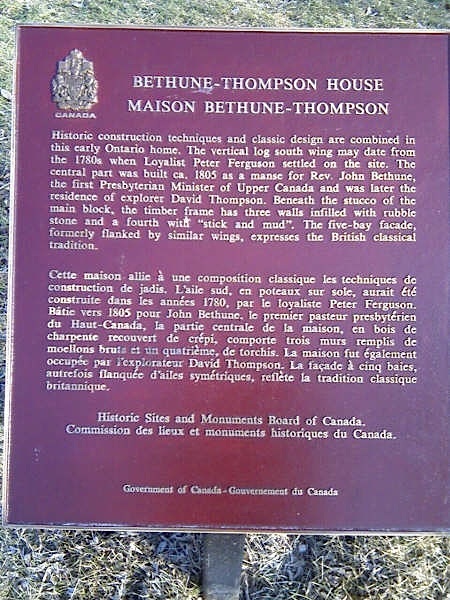 CANADA
BETHUNE-THOMPSON HOUSE
MAISON BETHUNE-THOMPSON
Historic construction techniques and classic design are combined in
this early Ontario home. The vertical log south wing may date from
the 1780s when Loyalist Peter Ferguson settled on the site. The
central part was built ca. 1805 as a manse for Rev. John Bethune,
the first Presbyterian Minister of Upper Canada and was later the
residence of explorer David Thompson. Beneath the stucco of the
main block, the timber frame has three walls infilled with rubble
stone and a fourth with "stick and mud". The five-bay facade,
formerly flanked by similar wings, expresses the British classical
tradition.
Cette maison allie à une composition classique les techniques de
construction de jadis. L'aile sud, en poteaux sur sole, aurait été
construite dans les années 1780, par le loyaliste Peter Ferguson.
Bâtie vers 1805 pour John Bethune, le premier pasteur presbytérien
du Haut-Canada, la partie centrale de la maison, en bois de
charpente recouvert de crépi, comporte trois murs remplis de
moellons bruts et un quatrième, de torchis. La maison fut également
occupée par l'explorateur David Thompson. La façade à cinq baies,
autrefois flanquée d'ailes symétriques, reflète la tradition classique
britannique.
Historic Sites and Monuments Board of Canada.
Commission des lieux et monuments historiques du Canada.
Government of Canada - Gouvernement du Canada